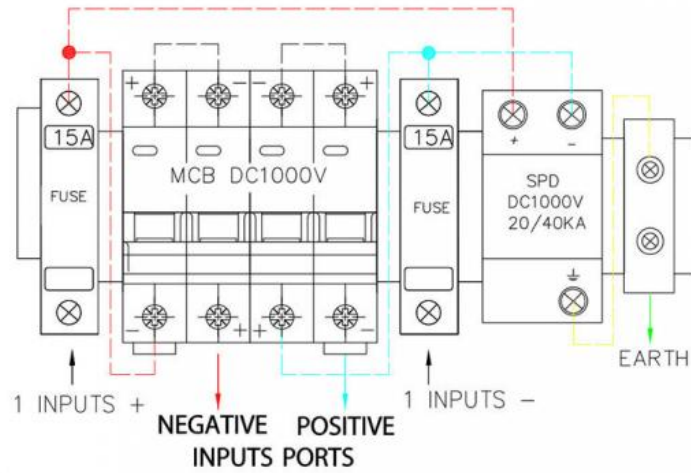 + - - +
+ -
15A
15A
MCB DC1000V
FUSE
FUSE
SPD
DC1000V
20/40KA
- + + -
EARTH
1 INPUTS +
1 INPUTS -
NEGATIVE POSITIVE
INPUTS PORTS